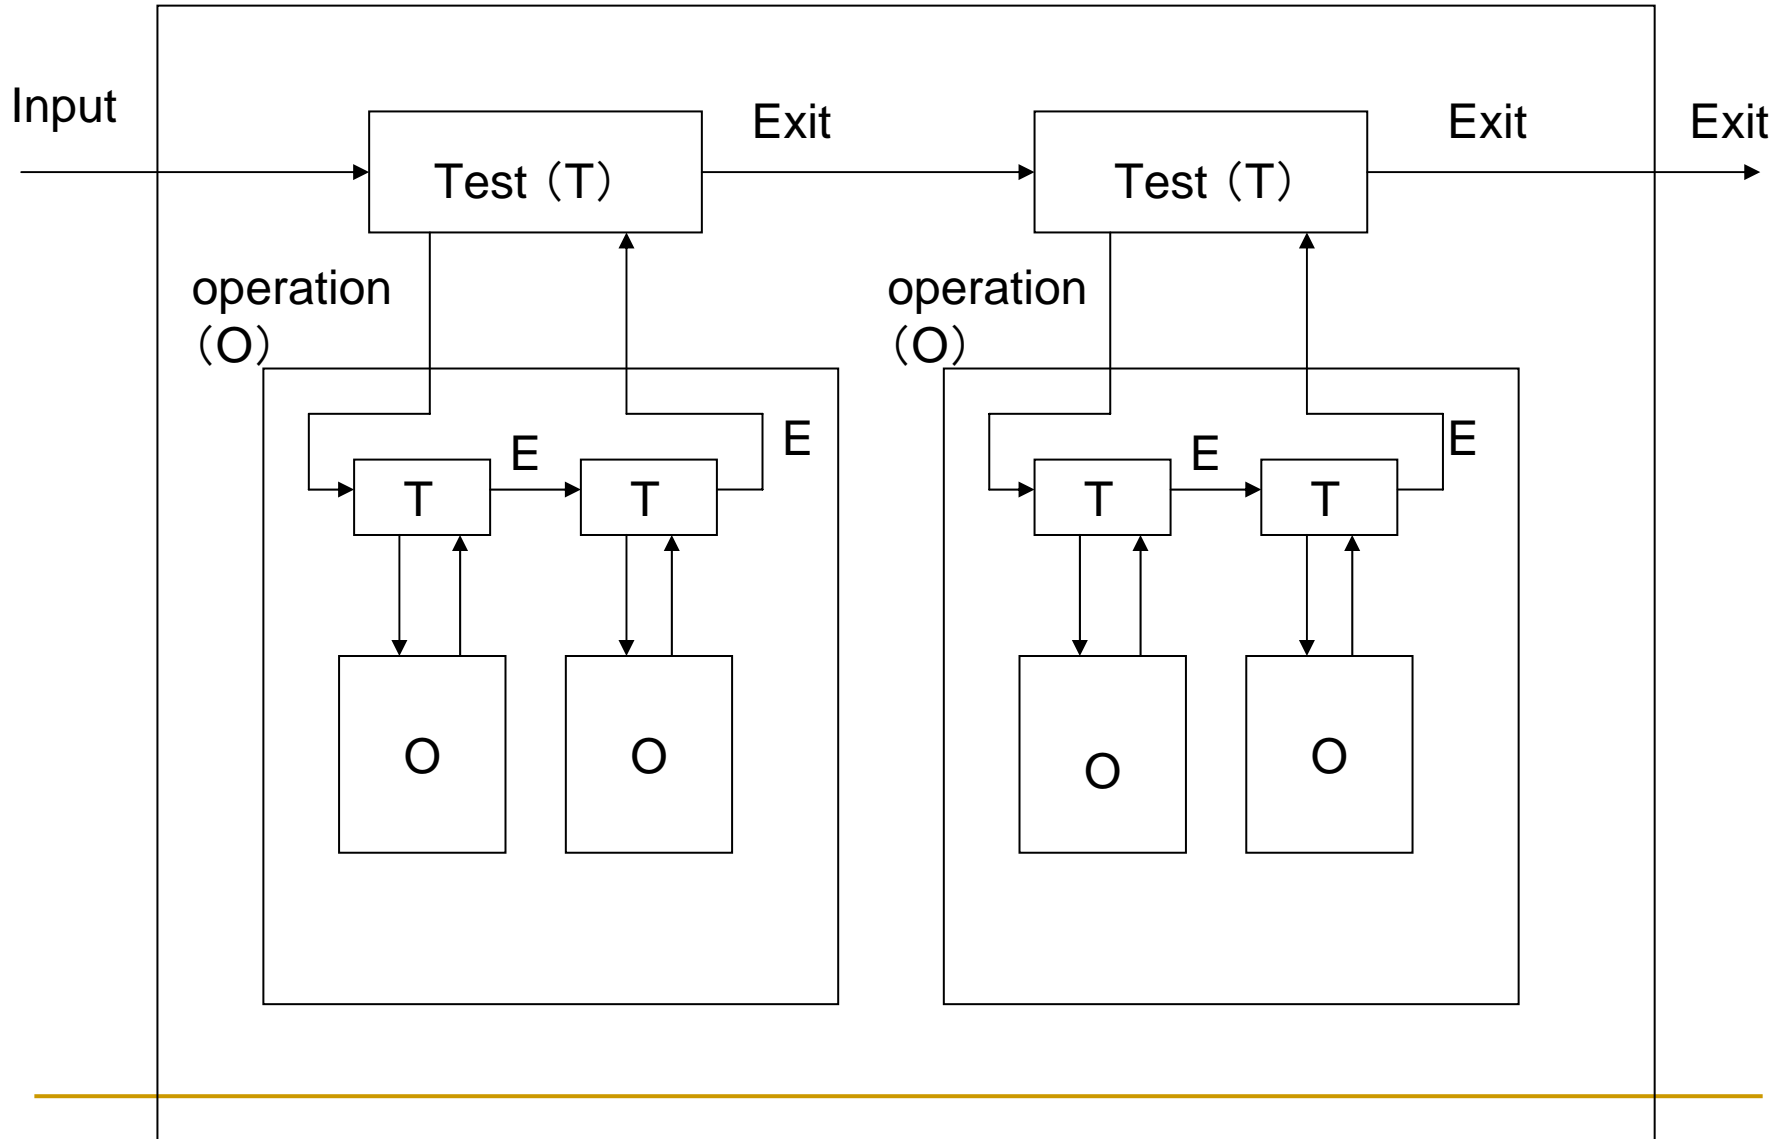 Input
Exit
Exit
Exit
Test（T）
Test（T）
operation
（O）
operation
（O）
E
E
E
E
T
T
T
T
O
O
O
O